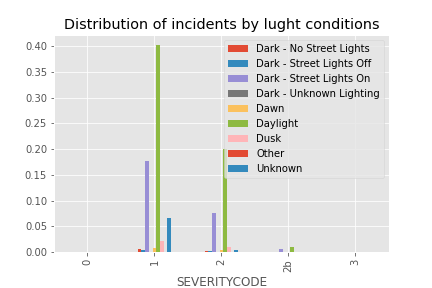 Distribution of incidents by lught conditions
0.40
0.35
0.30
0.25
0.20
0.15
0.10
0.05
0.00
Dark - No Street Lights
Dark - Street Lights Off
Dark - Street Lights On
Dark - Unknown Lighting
Dawn
Daylight
Dusk
Other
Unknown
0 1 2 2b 3
SEVERITYCODE